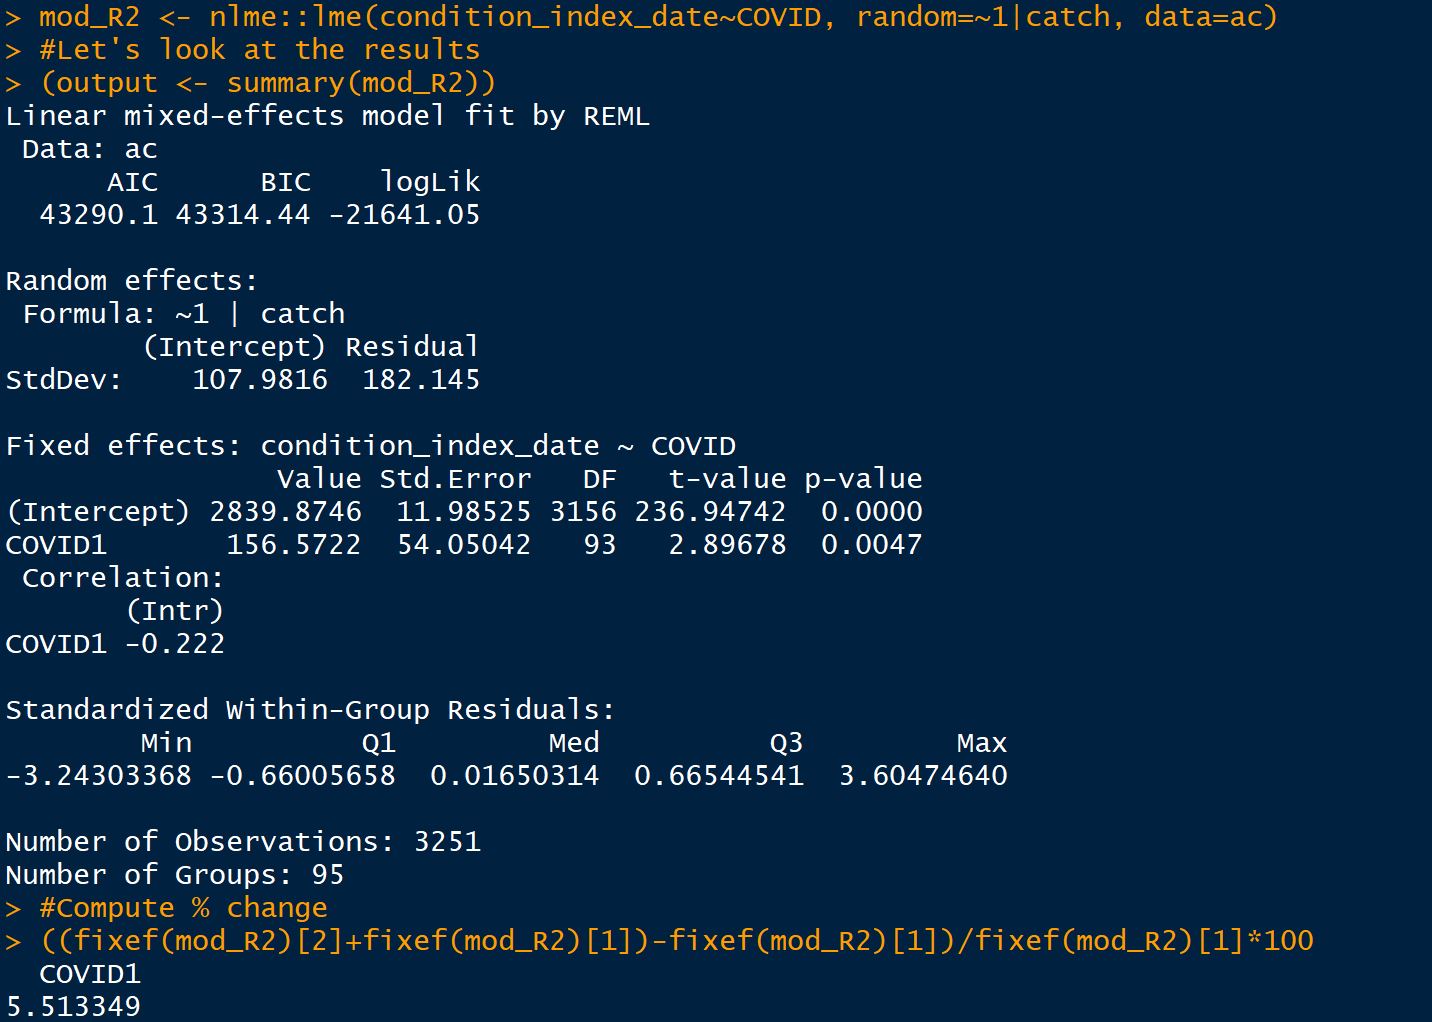 > mod_R2 <- nlme::lme(condition_index_date~COVID, random=~1|catch, data=ac)
> #Let's look at the results
> (output <- summary(mod_R2))
Linear mixed-effects model fit by REML
 Data: ac
      AIC      BIC    logLik
  43290.1 43314.44 -21641.05

Random effects:
 Formula: ~1 | catch
        (Intercept) Residual
StdDev:    107.9816  182.145

Fixed effects: condition_index_date ~ COVID
                Value Std.Error   DF   t-value p-value
(Intercept) 2839.8746  11.98525 3156 236.94742  0.0000
COVID1       156.5722  54.05042   93   2.89678  0.0047
 Correlation:
       (Intr)
COVID1 -0.222

Standardized Within-Group Residuals:
        Min          Q1         Med          Q3         Max
-3.24303368 -0.66005658  0.01650314  0.66544541  3.60474640

Number of Observations: 3251
Number of Groups: 95
> #Compute % change
> ((fixef(mod_R2)[2]+fixef(mod_R2)[1])-fixef(mod_R2)[1])/fixef(mod_R2)[1]*100
  COVID1
5.513349